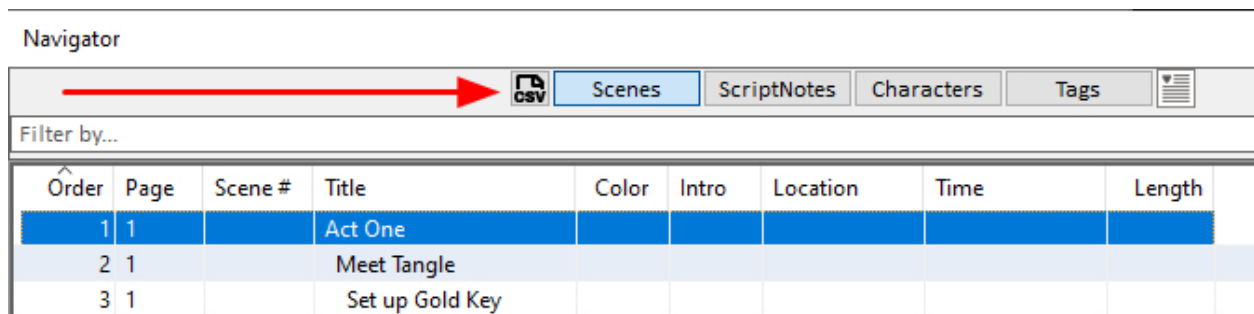 Navigator
CSV Scenes ScriptNotes Characters Tags
Filter by...
Order Page Scene # Title Color Intro Location Time Length
1 1 Act One
2 1 Meet Tangle
3 1 Set up Gold Key